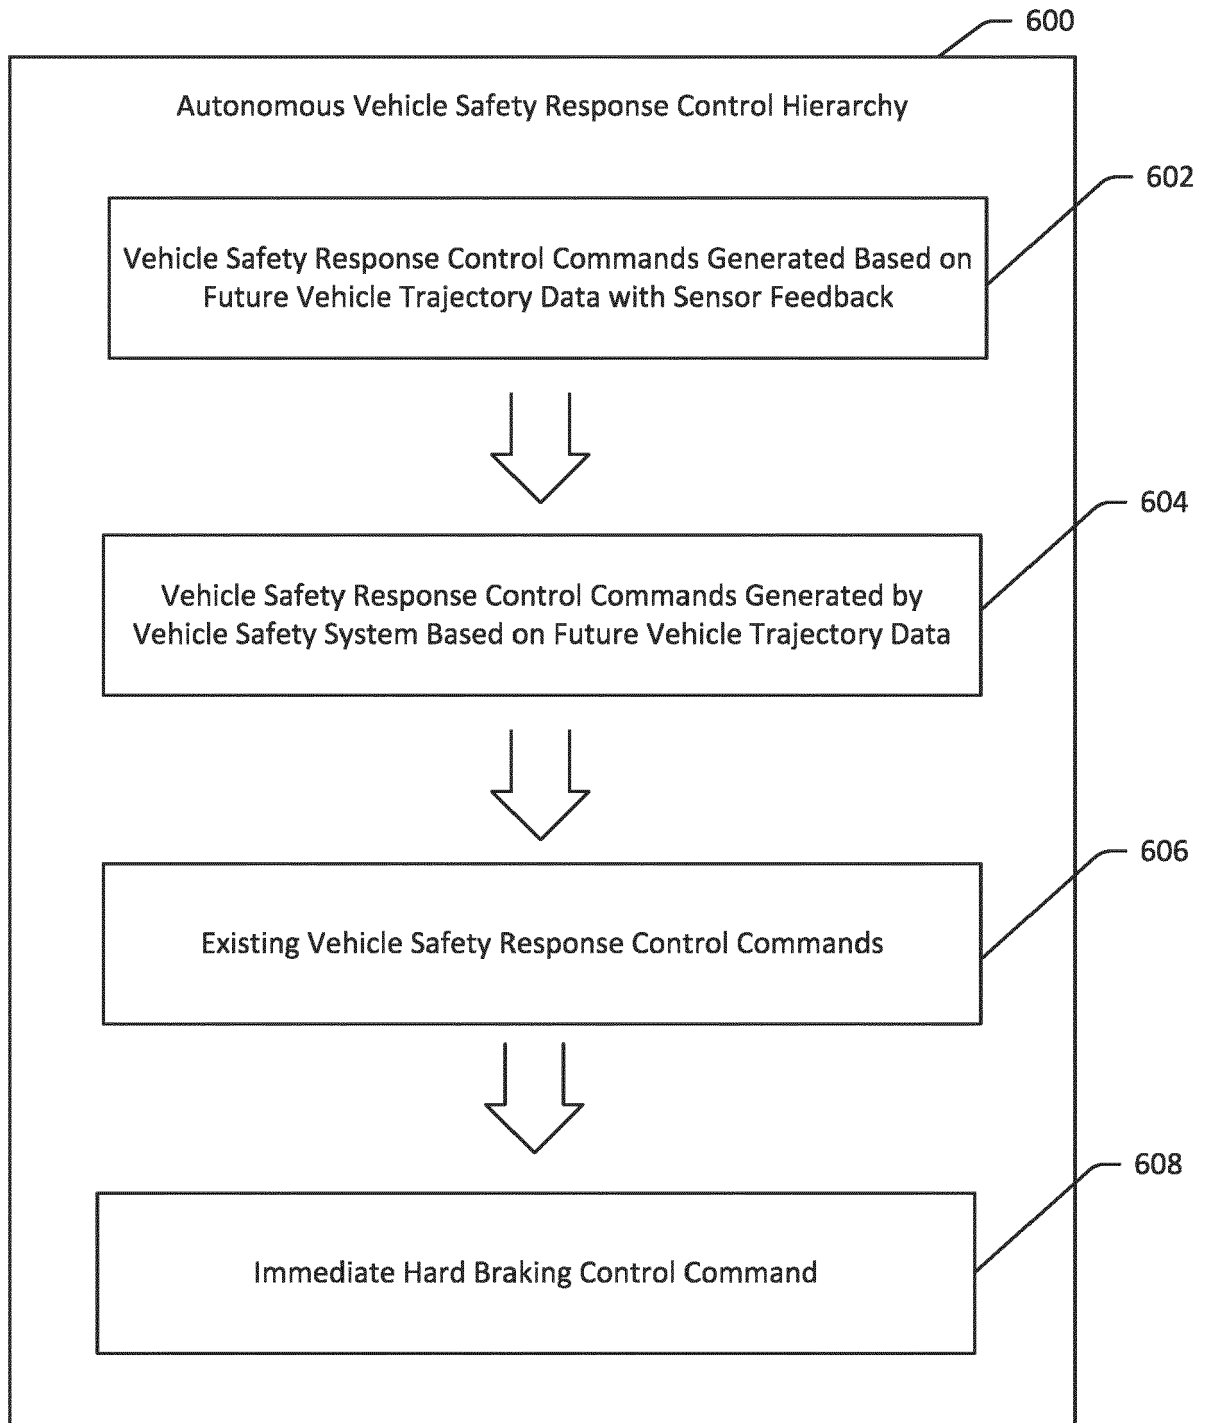 600
Autonomous Vehicle Safety Response Control Hierarchy
602
Vehicle Safety Response Control Commands Generated Based on
Future Vehicle Trajectory Data with Sensor Feedback
604
Vehicle Safety Response Control Commands Generated by
Vehicle Safety System Based on Future Vehicle Trajectory Data
606
Existing Vehicle Safety Response Control Commands
608
Immediate Hard Braking Control Command